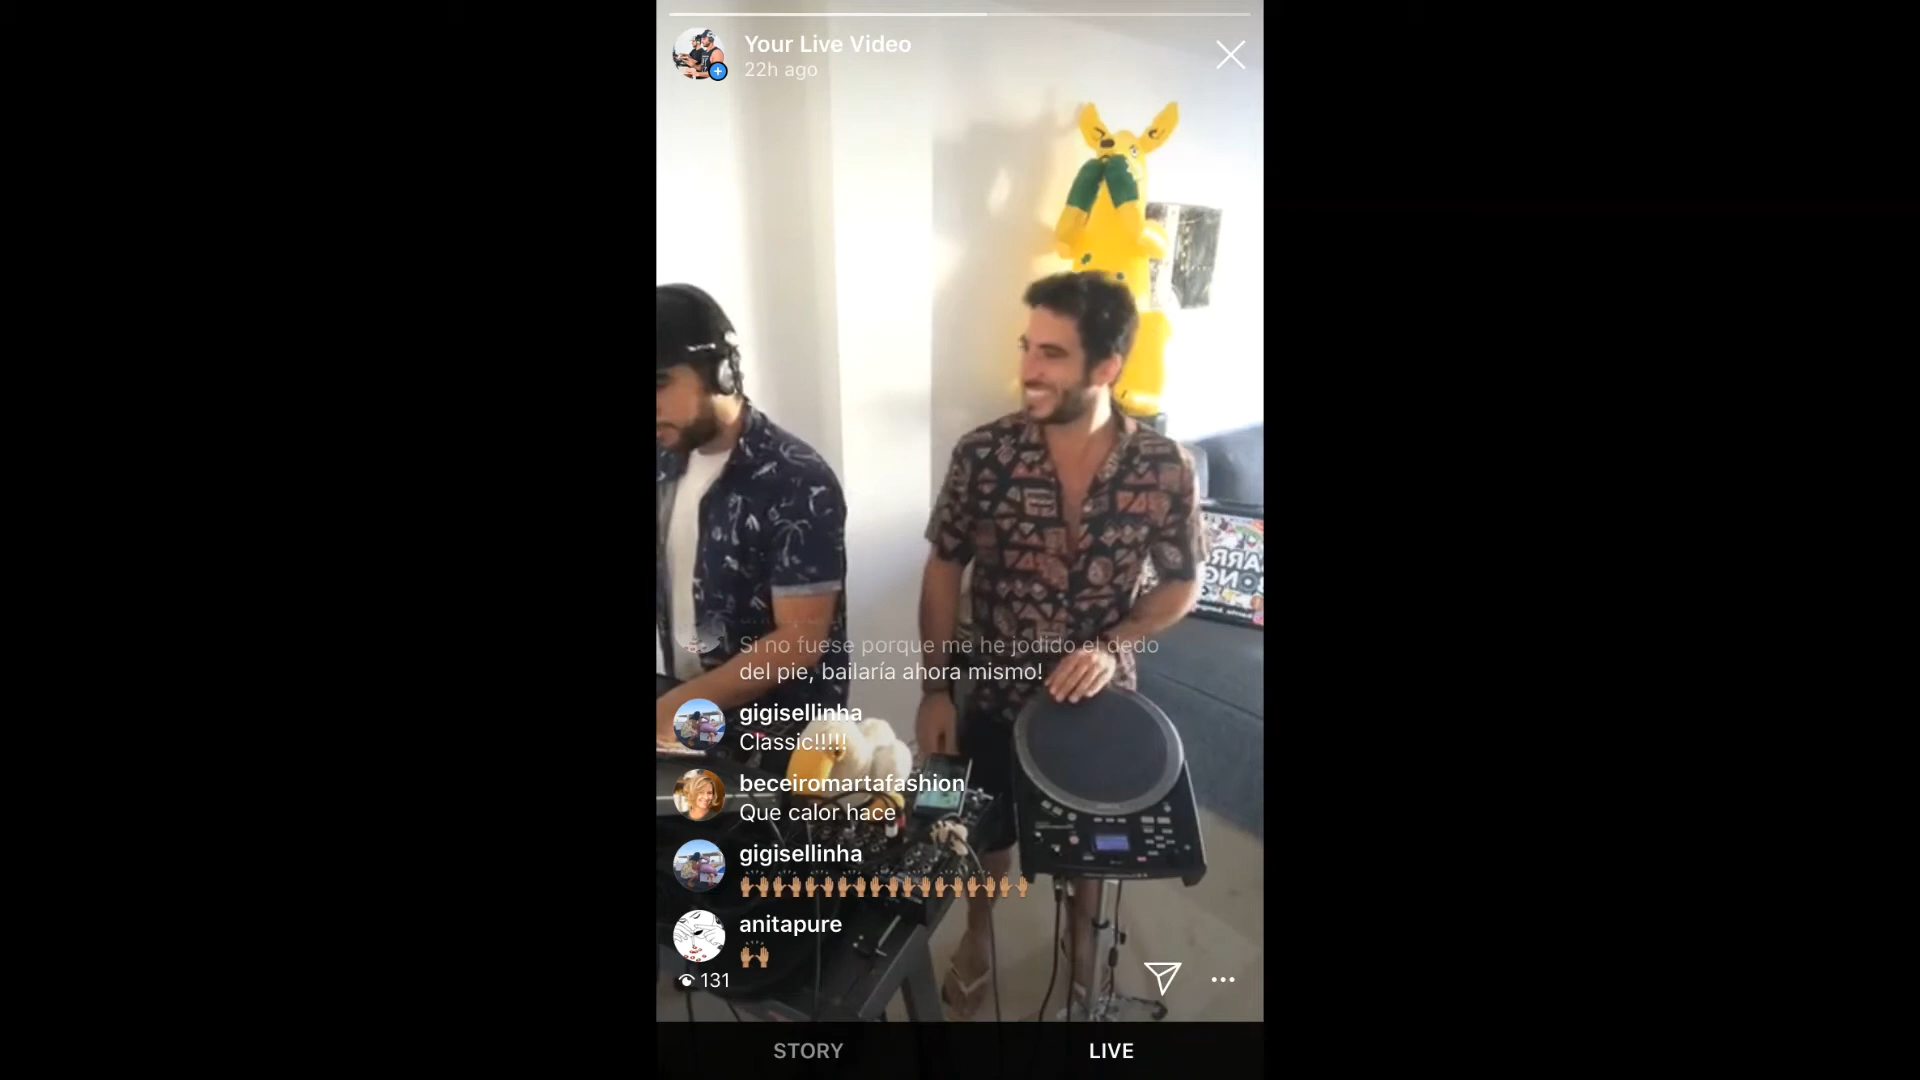 Your Live Video
22h ago
Si no fuese porque me he jodido el dedo
del pie, bailaría ahora mismo!
gigisellinha
Classic!!!!!
beceiromartafashion
Que calor hace
gigisellinha
🙌🏽🙌🏽🙌🏽🙌🏽🙌🏽🙌🏽🙌🏽🙌🏽🙌🏽
anitapure
🙌🏽
131
STORY
LIVE